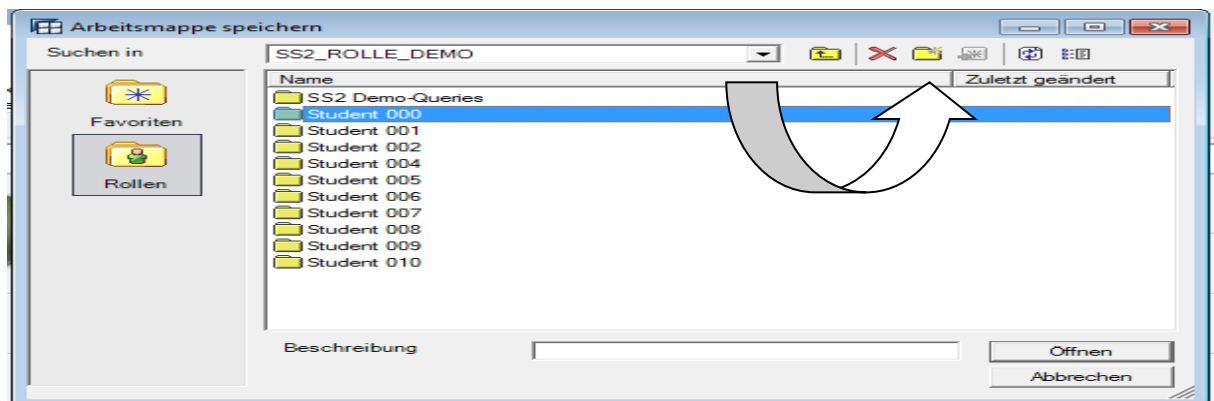 Arbeitsmappe speichern
Suchen in
SS2_ROLLE_DEMO
Name
Zuletzt geändert
Favoriten
Rollen
SS2 Demo-Queries
Student 000
Student 001
Student 002
Student 004
Student 005
Student 006
Student 007
Student 008
Student 009
Student 010
Beschreibung
Öffnen
Abbrechen